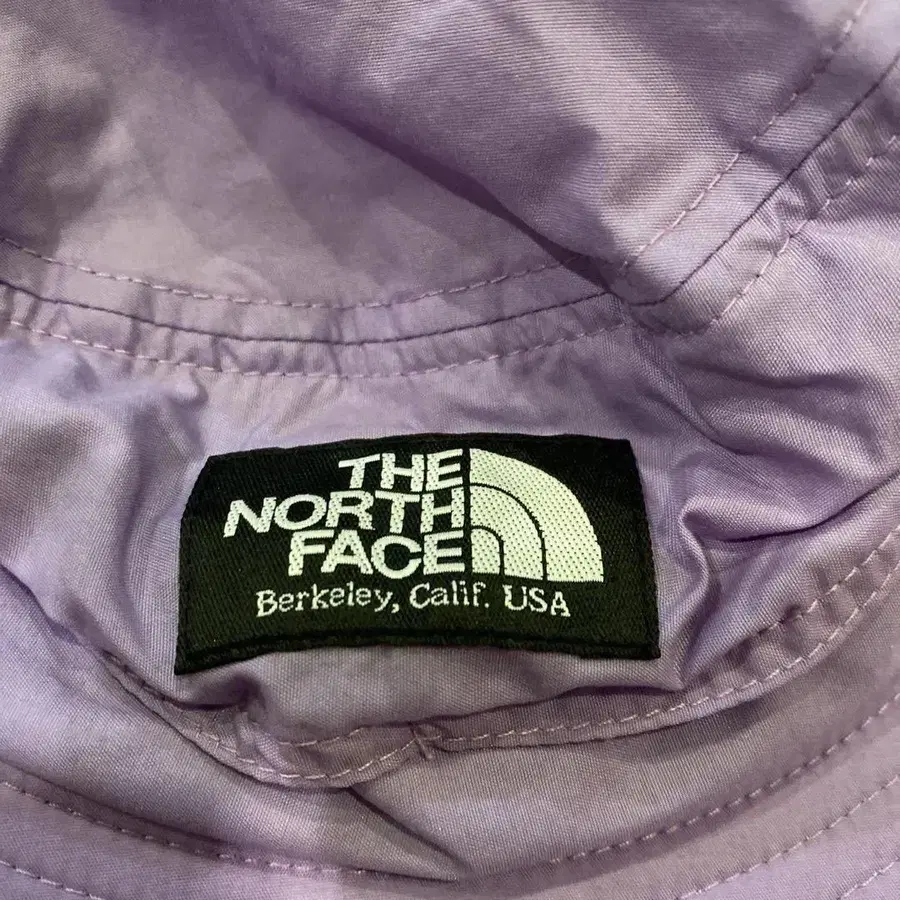 THE
NORTH
FACE
Berkeley, Calif. USA